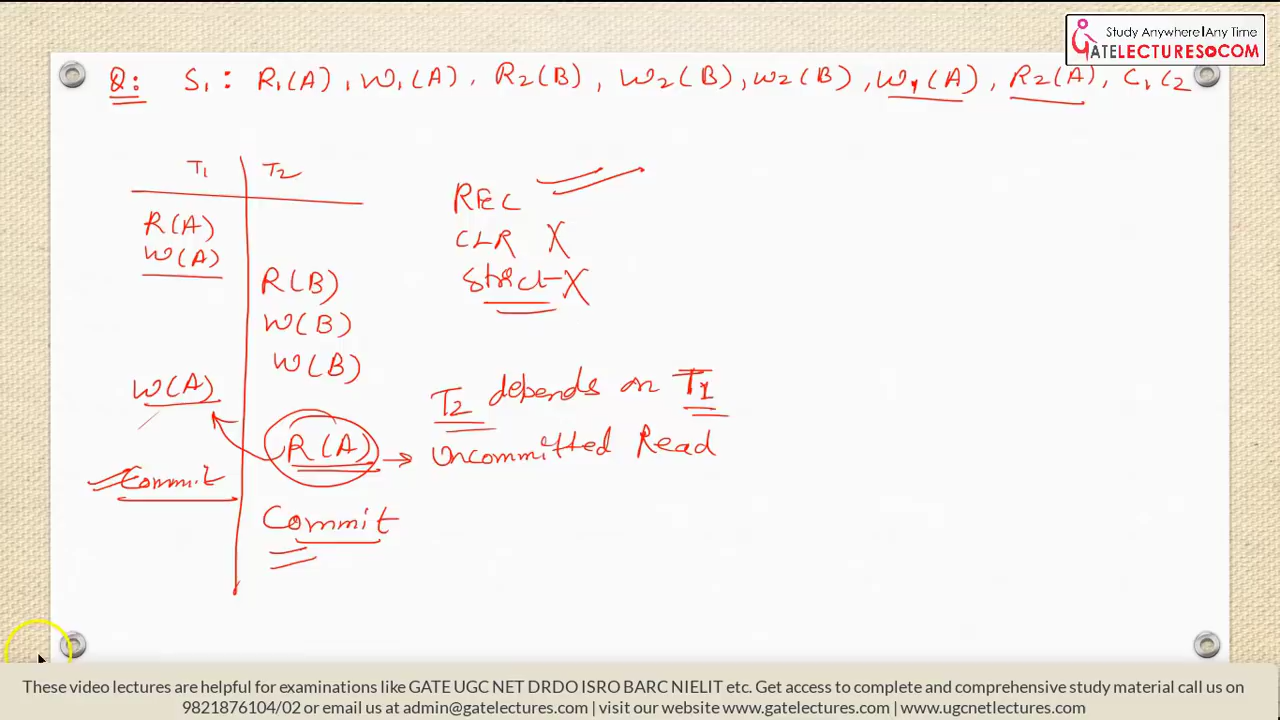 Study Anywhere Any Time
GATELECTURES.COM
Q: S1 : R1(A), W1(A), R2(B), W2(B), W2(B), W1(A), R2(A), C1 C2
T1 T2
R(A)
W(A)
R(B)
W(B)
W(B)
W(A)
R(A)
Commit
Commit
REC
CLR X
Strict X
T2 depends on T1
Uncommitted Read
These video lectures are helpful for examinations like GATE UGC NET DRDO ISRO BARC NIELIT etc. Get access to complete and comprehensive study material call us on
9821876104/02 or email us at admin@gatelectures.com | visit our website www.gatelectures.com | www.ugcnetlectures.com